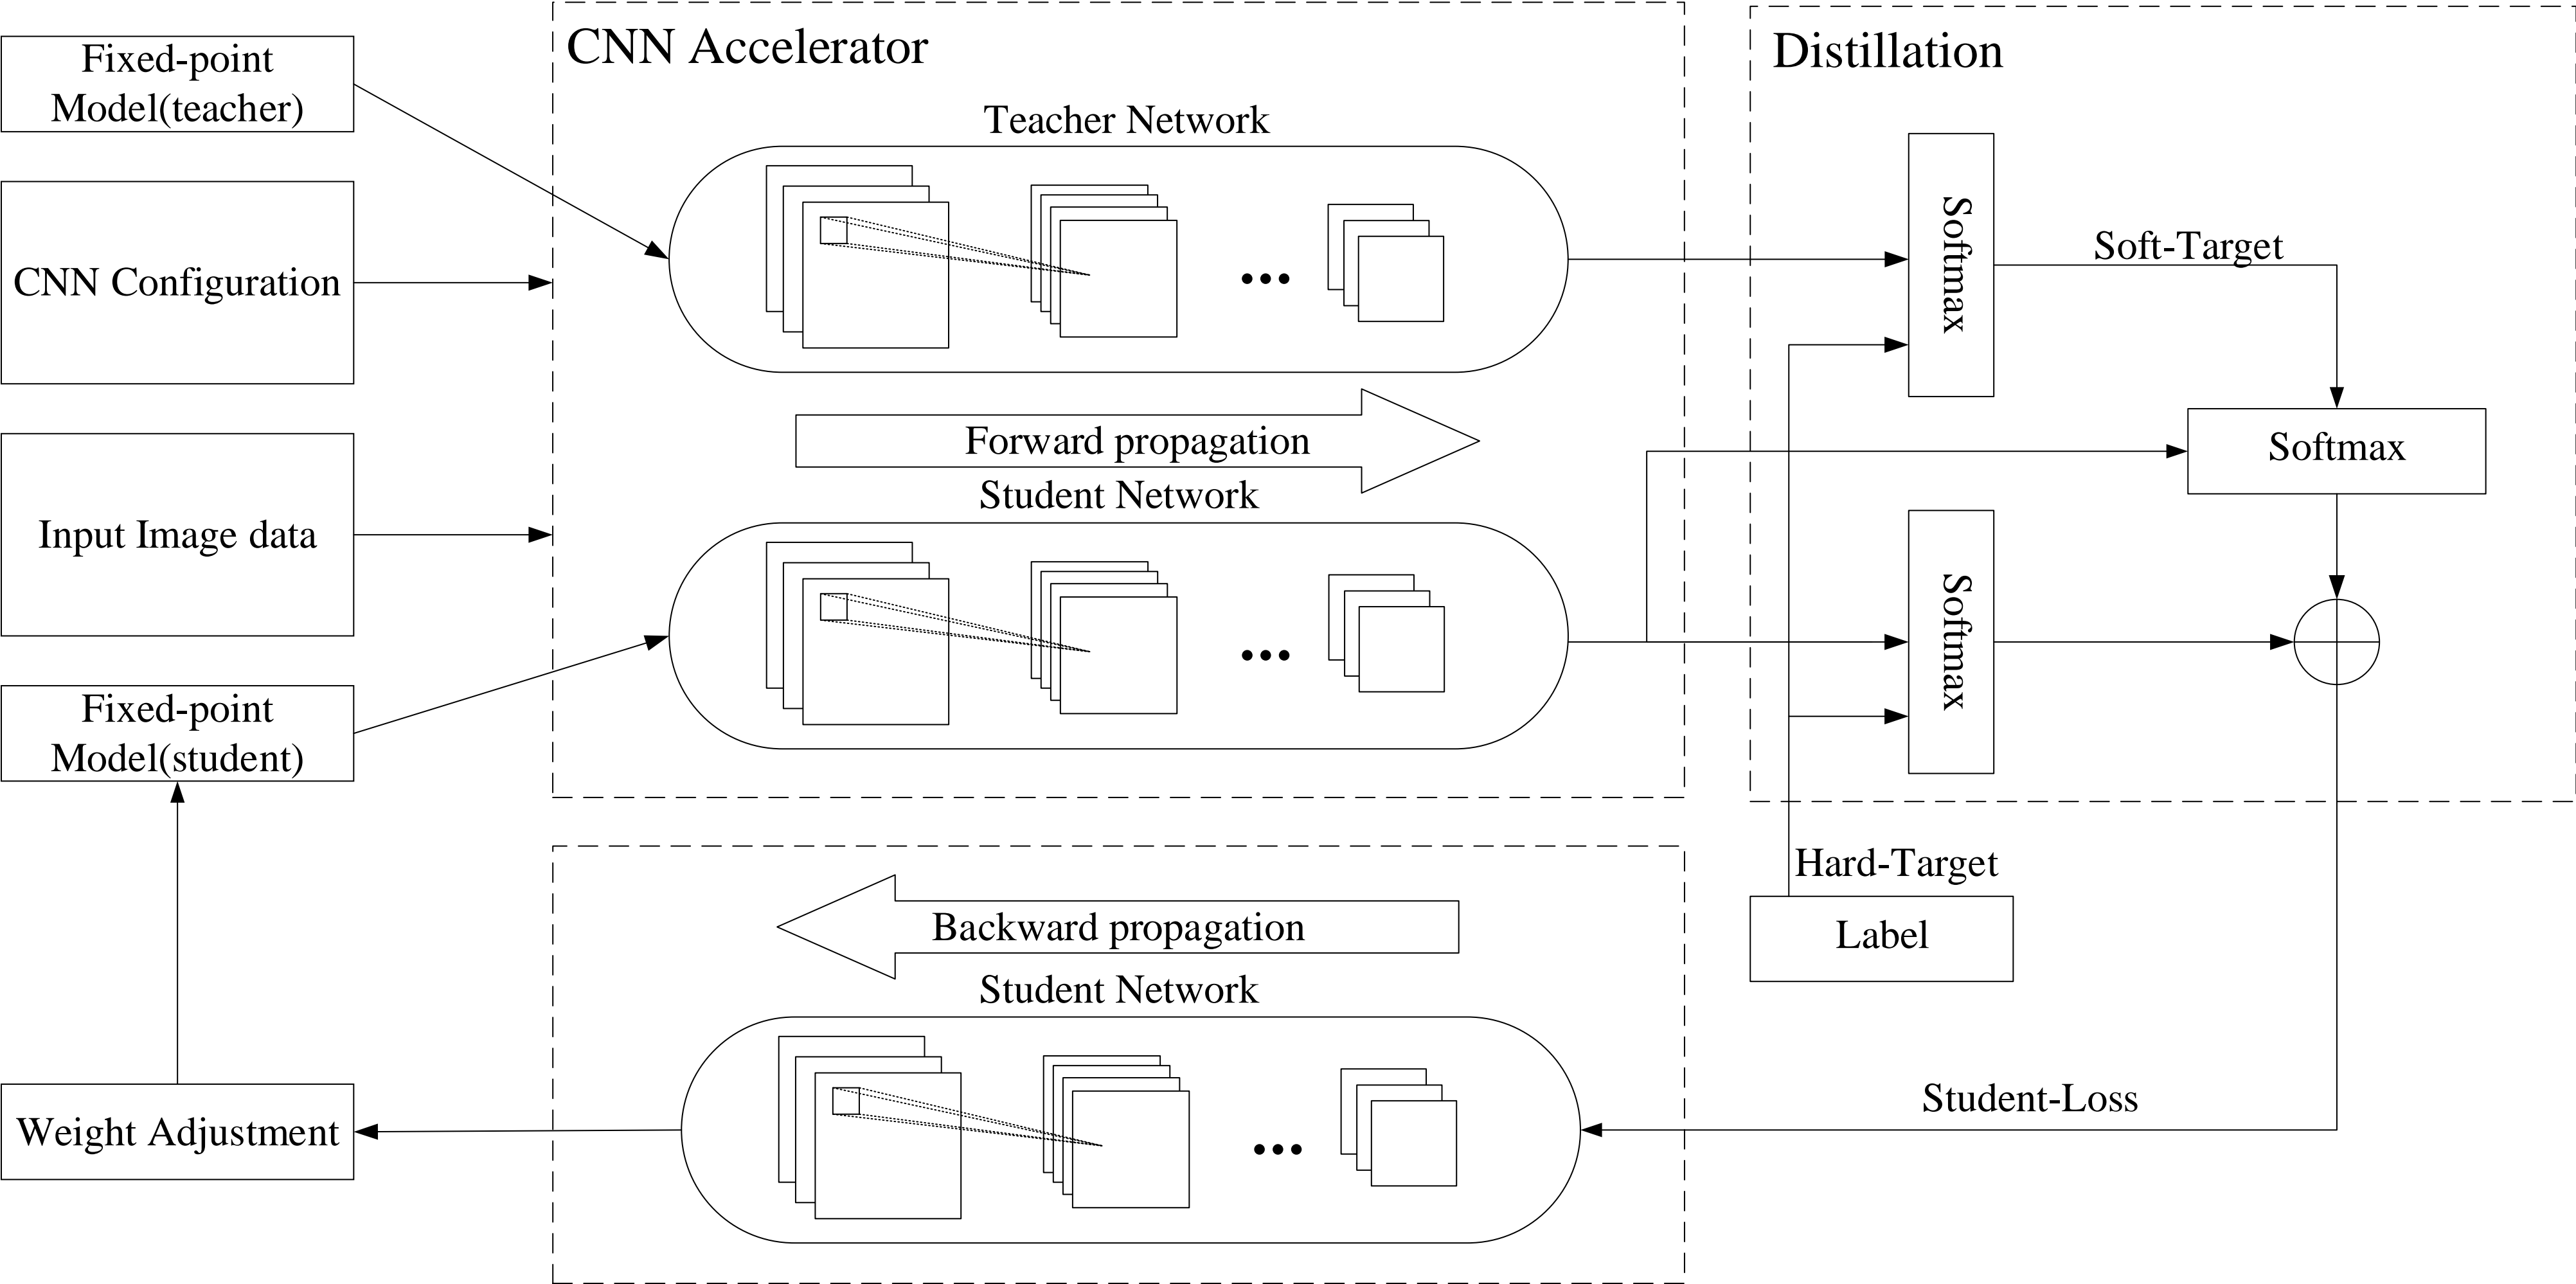 Fixed-point
Model(teacher)
CNN Configuration
Input Image data
Fixed-point
Model(student)
Weight Adjustment
CNN Accelerator
Teacher Network
•••
Forward propagation
Student Network
•••
Backward propagation
Student Network
•••
Distillation
Softmax
Soft-Target
Softmax
Softmax
Hard-Target
Label
Student-Loss